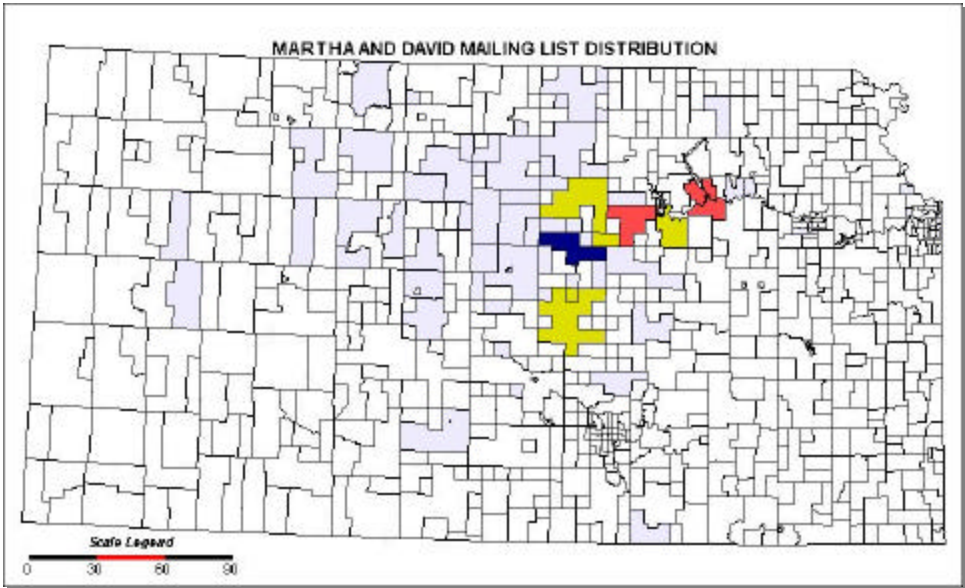 MARTHA AND DAVID MAILING LIST DISTRIBUTION
Scale Legend
0 30 60 90